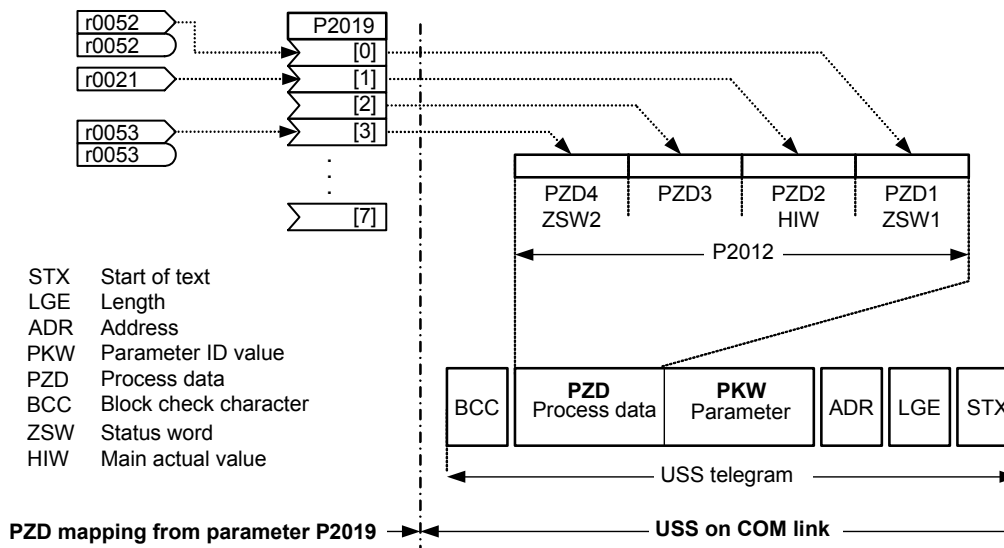 r0052
r0052
r0021
r0053
r0053
P2019
[0]
[1]
[2]
[3]
[7]
PZD4
ZSW2
PZD3
PZD2
HIW
PZD1
ZSW1
P2012
STX Start of text
LGE Length
ADR Address
PKW Parameter ID value
PZD Process data
BCC Block check character
ZSW Status word
HIW Main actual value
BCC
PZD
Process data
PKW
Parameter
ADR
LGE
STX
USS telegram
PZD mapping from parameter P2019
USS on COM link